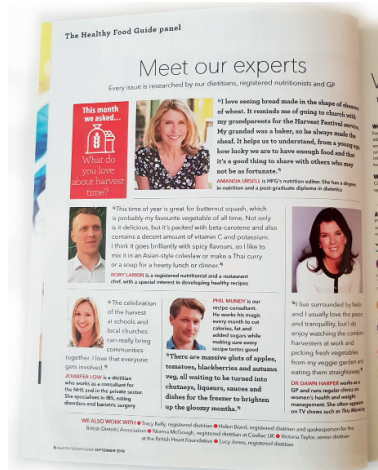 The Healthy Food Guide panel
Meet our experts
Every issue is researched by our dietitians, registered nutritionists and GP
This month
we asked...
What do
you love
about harvest
time?
"I love seeing bread made in the shape of sheaves
of wheat. It reminds me of going to church with
my grandparents for the Harvest Festival service.
My grandad was a baker, so he always made the
sheaf. It helps us to understand, from a young age,
how lucky we are to have enough food and that
it's a good thing to share with others who may
not be as fortunate."
AMANDA URSELL is HFG's nutrition editor. She has a degree
in nutrition and a post-graduate diploma in dietetics
"This time of year is great for butternut squash, which
is probably my favourite vegetable of all time. Not only
is it delicious, but it's packed with beta-carotene and also
contains a decent amount of vitamin C and potassium.
I think it goes brilliantly with spicy flavours, so I like to
mix it in an Asian-style coleslaw or make a Thai curry
or a soup for a hearty lunch or dinner."
RORY LARKIN is a registered nutritionist and a restaurant
chef, with a special interest in developing healthy recipes
"The celebration
of the harvest
at schools and
local churches
can really bring
communities
together. I love that everyone
gets involved."
JENNIFER LOW is a dietitian
who works as a consultant for
the NHS and in the private sector.
She specialises in IBS, eating
disorders and bariatric surgery
PHIL MUNDY is our
recipe consultant.
He works his magic
every month to cut
calories, fat and
added sugars while
making sure every
recipe tastes good
"There are massive gluts of apples,
tomatoes, blackberries and autumn
veg, all waiting to be turned into
chutneys, liqueurs, sauces and
dishes for the freezer to brighten
up the gloomy months."
"I live surrounded by fields
and I usually love the peace
and tranquility, but I do
enjoy watching the combine
harvesters at work and
picking fresh vegetables
from my veggie garden and
eating them straightaway."
DR DAWN HARPER works as a
GP and runs regular clinics in
women's health and weight
management. She often appears
on TV shows such as This Morning
WE ALSO WORK WITH Tracy Kelly, registered dietitian Helen Bond, registered dietitian and spokesperson for the
British Dietetic Association Norma McGough, registered dietitian at Coeliac UK Victoria Taylor, senior dietitian
at the British Heart Foundation Lucy Jones, registered dietitian
6 HEALTHY FOOD GUIDE SEPTEMBER 2018